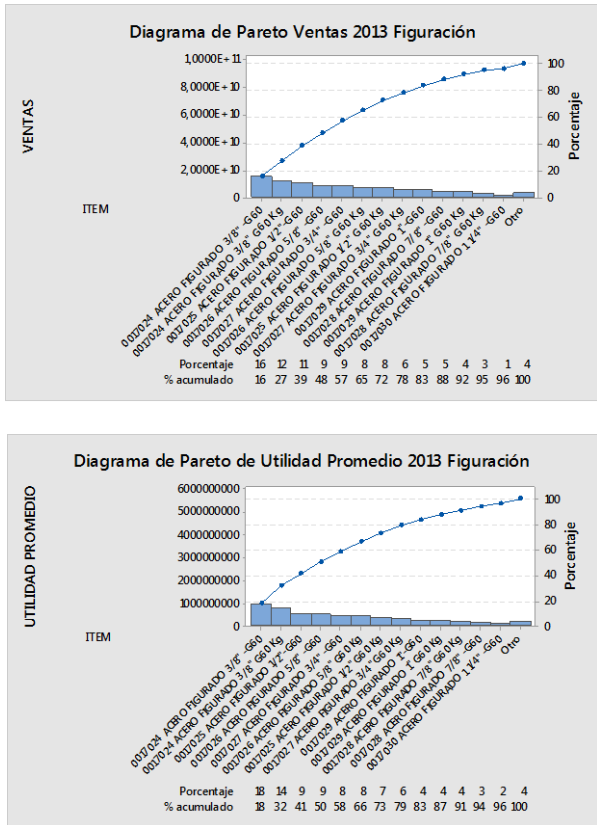 Diagrama de Pareto Ventas 2013 Figuración
VENTAS
1,0000E+11
8,0000E+10
6,0000E+10
4,0000E+10
2,0000E+10
0
100
80
60
40
20
0
Porcentaje
ITEM
0017024 ACERO FIGURADO 3/8" -G60
0017024 ACERO FIGURADO 3/8" G60 Kg
0017025 ACERO FIGURADO 1/2"-G60
0017026 ACERO FIGURADO 5/8" -G60
0017027 ACERO FIGURADO 3/4" -G60
0017026 ACERO FIGURADO 5/8" G60 Kg
0017025 ACERO FIGURADO 1/2" G60 Kg
0017027 ACERO FIGURADO 3/4" G60 Kg
0017029 ACERO FIGURADO 1"-G60
0017028 ACERO FIGURADO 7/8" -G60
0017029 ACERO FIGURADO 1" G60 Kg
0017028 ACERO FIGURADO 7/8" G60 Kg
0017030 ACERO FIGURADO 1 1/4" -G60
Otro
Porcentaje 16 12 11 9 9 8 8 6 5 5 4 3 1 4
% acumulado 16 27 39 48 57 65 72 78 83 88 92 95 96 100
Diagrama de Pareto de Utilidad Promedio 2013 Figuración
UTILIDAD PROMEDIO
6000000000
5000000000
4000000000
3000000000
2000000000
1000000000
0
100
80
60
40
20
0
Porcentaje
ITEM
0017024 ACERO FIGURADO 3/8" -G60
0017024 ACERO FIGURADO 3/8" G60 Kg
0017025 ACERO FIGURADO 1/2"-G60
0017026 ACERO FIGURADO 5/8" -G60
0017027 ACERO FIGURADO 3/4" -G60
0017026 ACERO FIGURADO 5/8" G60 Kg
0017025 ACERO FIGURADO 1/2" G60 Kg
0017027 ACERO FIGURADO 3/4" G60 Kg
0017029 ACERO FIGURADO 1"-G60
0017029 ACERO FIGURADO 1" G60 Kg
0017028 ACERO FIGURADO 7/8" G60 Kg
0017028 ACERO FIGURADO 7/8" -G60
0017030 ACERO FIGURADO 1 1/4" -G60
Otro
Porcentaje 18 14 9 9 8 8 7 6 4 4 4 3 2 4
% acumulado 18 32 41 50 58 66 73 79 83 87 91 94 96 100